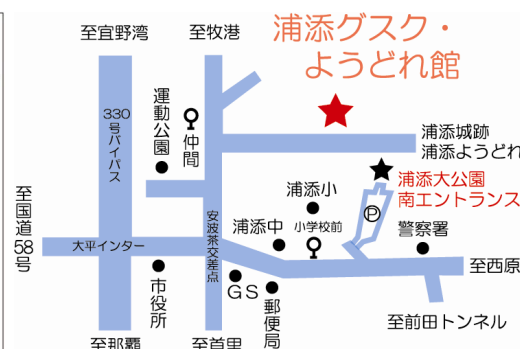 浦添グスク・
ようどれ館
至宜野湾
至牧港
330号バイパス
運動公園
仲間
浦添城跡
浦添ようどれ
浦添大公園
南エントランス
浦添小
P
浦添中
小学校前
警察署
至国道58号
大平インター
安波茶交差点
至西原
市役所
GS
郵便局
至前田トンネル
至那覇
至首里